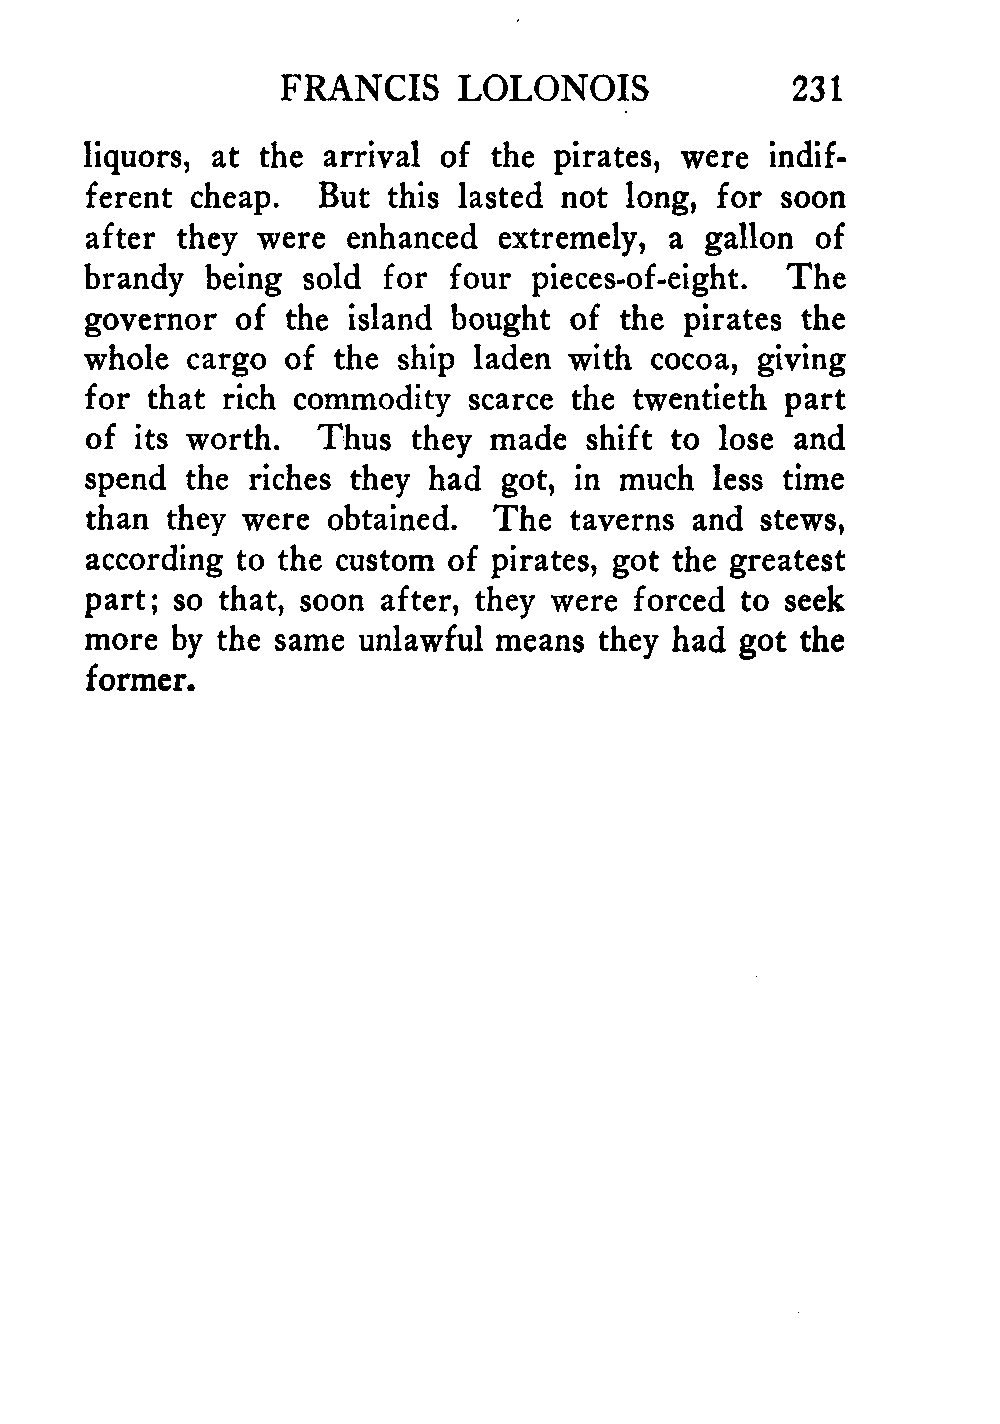 FRANCIS LOLONOIS 231
liquors, at the arrival of the pirates, were indif-
ferent cheap. But this lasted not long, for soon
after they were enhanced extremely, a gallon of
brandy being sold for four pieces-of-eight. The
governor of the island bought of the pirates the
whole cargo of the ship laden with cocoa, giving
for that rich commodity scarce the twentieth part
of its worth. Thus they made shift to lose and
spend the riches they had got, in much less time
than they were obtained. The taverns and stews,
according to the custom of pirates, got the greatest
part; so that, soon after, they were forced to seek
more by the same unlawful means they had got the
former.